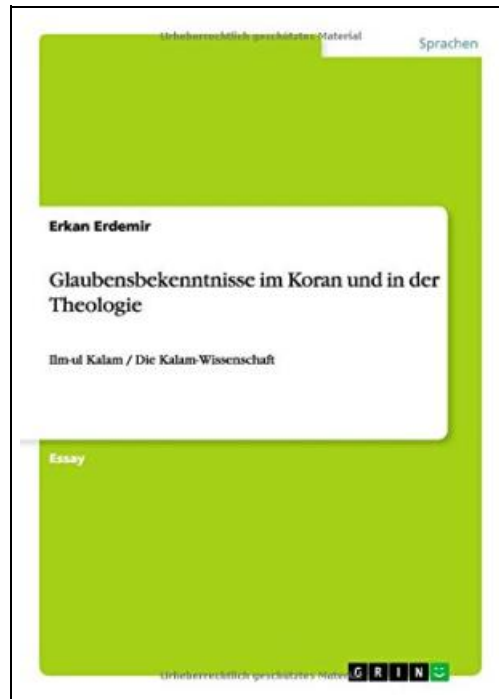 Urheberrechtlich geschütztes Material
Sprachen
Erkan Erdemir
Glaubensbekenntnisse im Koran und in der
Theologie
Ilm-ul Kalam / Die Kalam-Wissenschaft
Essay
Urheberrechtlich geschütztes Mater
GRIN